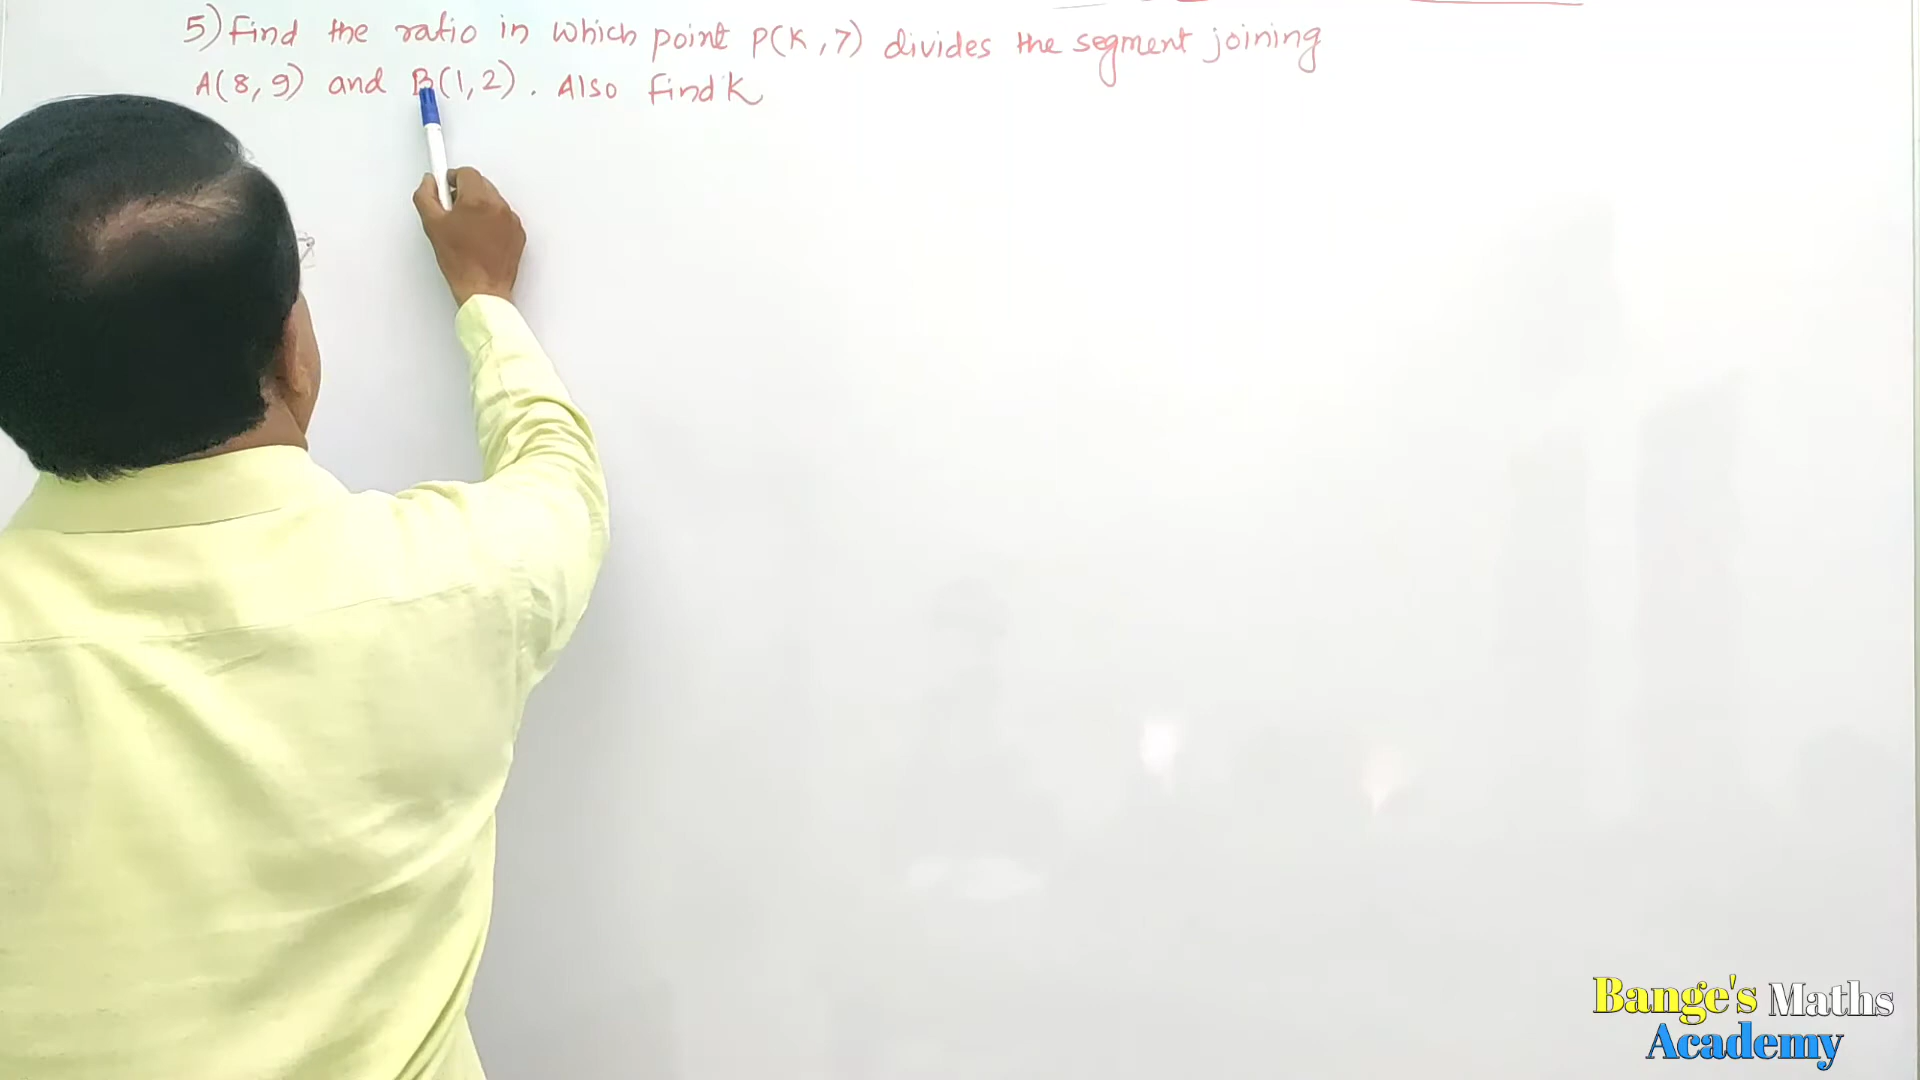 5) Find the ratio in which point P(K, 7) divides the segment joining
A(8, 9) and B(1, 2). Also find K
Bange's Maths
Academy